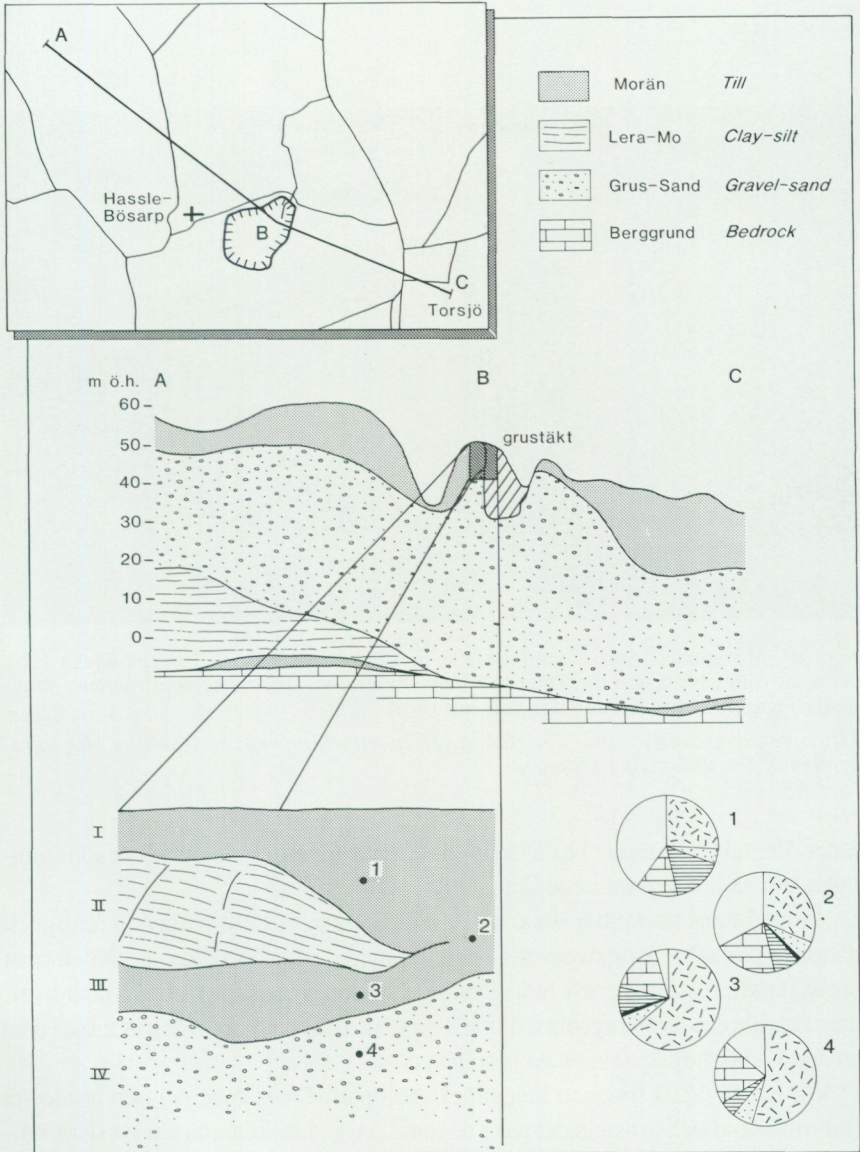 A
Hassle-
Bösarp
B
C
Torsjö
Morän Till
Lera-Mo Clay-silt
Grus-Sand Gravel-sand
Berggrund Bedrock
m ö.h. A B C
60
grustäkt
50
40
30
20
10
0
I
II
III
IV
1
2
3
4
1
2
3
4